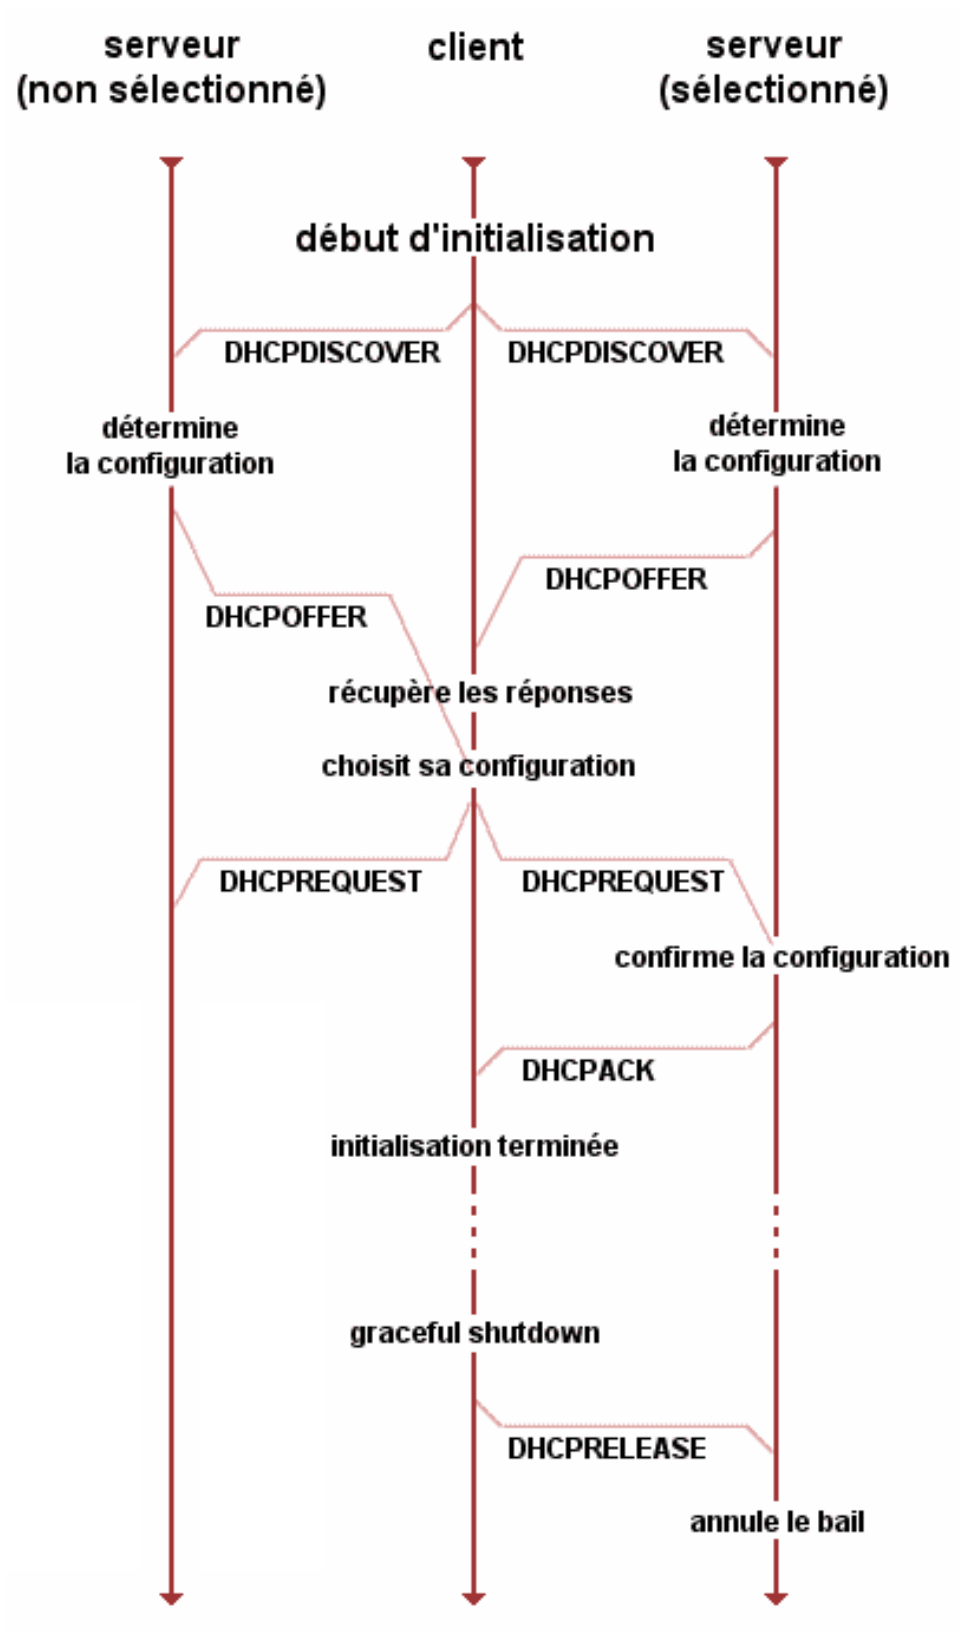 serveur
(non sélectionné)
client
serveur
(sélectionné)
début d'initialisation
DHCPDISCOVER
DHCPDISCOVER
détermine
la configuration
détermine
la configuration
DHCPOFFER
DHCPOFFER
récupère les réponses
choisit sa configuration
DHCPREQUEST
DHCPREQUEST
confirme la configuration
DHCPACK
initialisation terminée
graceful shutdown
DHCPRELEASE
annule le bail